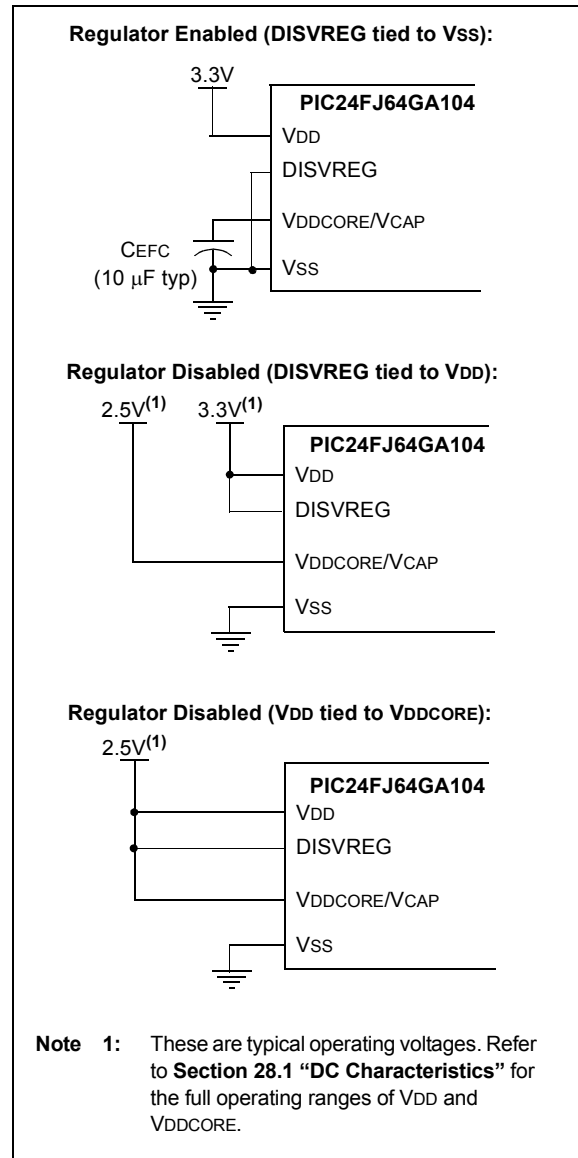 Regulator Enabled (DISVREG tied to VSS):
3.3V
PIC24FJ64GA104
VDD
DISVREG
VDDCORE/VCAP
CEFC
(10 μF typ)
VSS
Regulator Disabled (DISVREG tied to VDD):
2.5V(1) 3.3V(1)
PIC24FJ64GA104
VDD
DISVREG
VDDCORE/VCAP
VSS
Regulator Disabled (VDD tied to VDDCORE):
2.5V(1)
PIC24FJ64GA104
VDD
DISVREG
VDDCORE/VCAP
VSS
Note 1: These are typical operating voltages. Refer
to Section 28.1 “DC Characteristics” for
the full operating ranges of VDD and
VDDCORE.